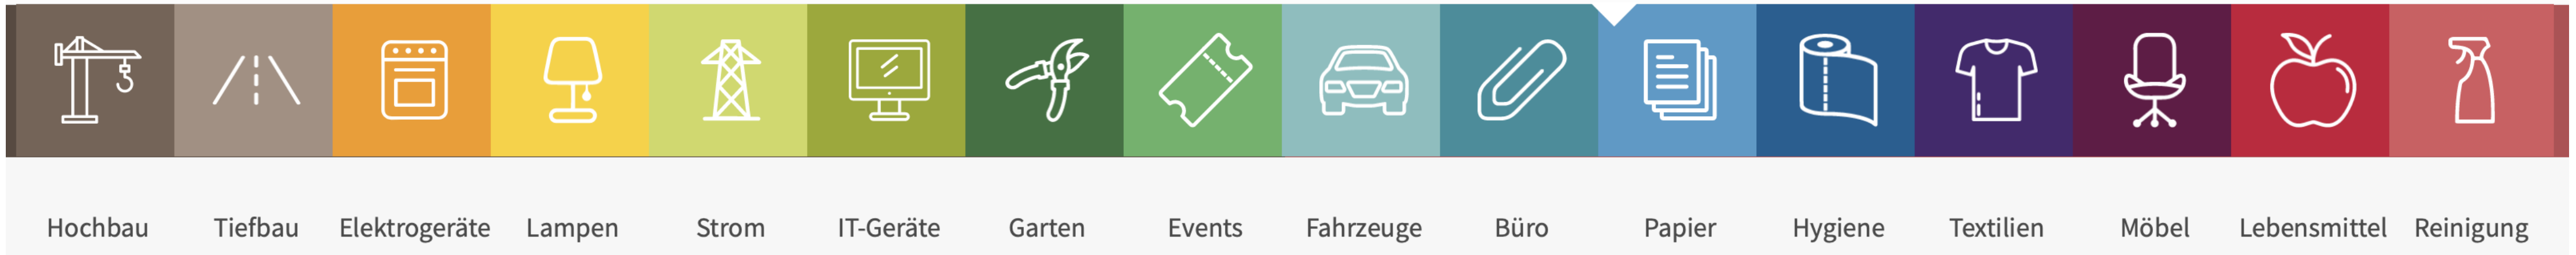 Hochbau Tiefbau Elektrogeräte Lampen Strom IT-Geräte Garten Events Fahrzeuge Büro Papier Hygiene Textilien Möbel Lebensmittel Reinigung